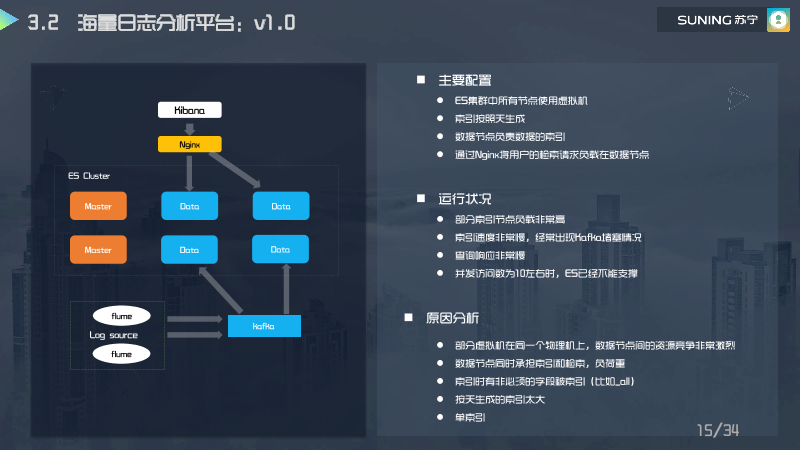 3.2 海量日志分析平台：v1.0
SUNING 苏宁
Kibana
Nginx
ES Cluster
Master
Data
Data
Master
Data
Data
flume
Log source
flume
kafka
主要配置
ES集群中所有节点使用虚拟机
索引按照天生成
数据节点负责数据的索引
通过Nginx将用户的检索请求负载在数据节点
运行状况
部分索引节点负载非常高
索引速度非常慢，经常出现Kafka堵塞情况
查询响应非常慢
并发访问数为10左右时，ES已经不能支撑
原因分析
部分虚拟机在同一个物理机上，数据节点间的资源竞争非常激烈
数据节点同时承担索引和检索，负荷重
索引时有非必须的字段被索引（比如_all）
按天生成的索引太大
单索引
15/34